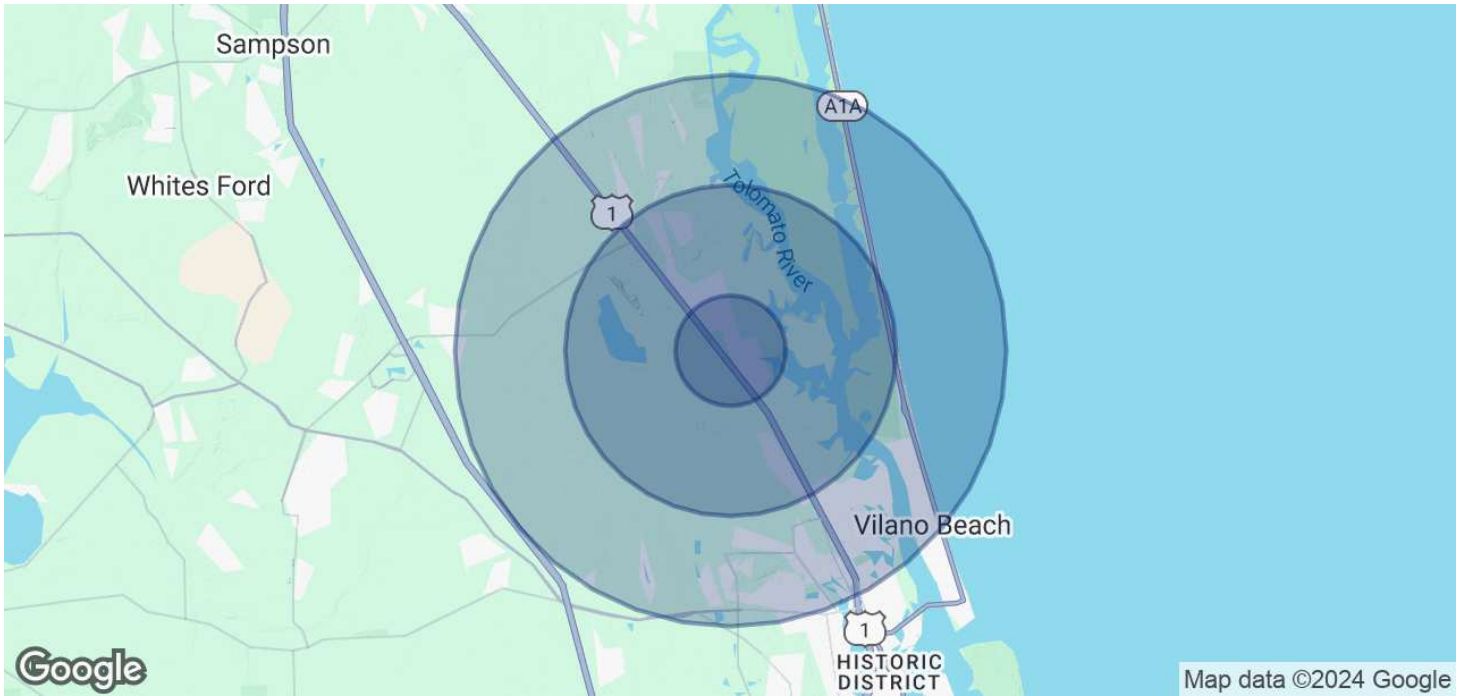 Sampson
A1A
Whites Ford
Tolomato River
1
Vilano Beach
1
HISTORIC
DISTRICT
Google
Map data ©2024 Google